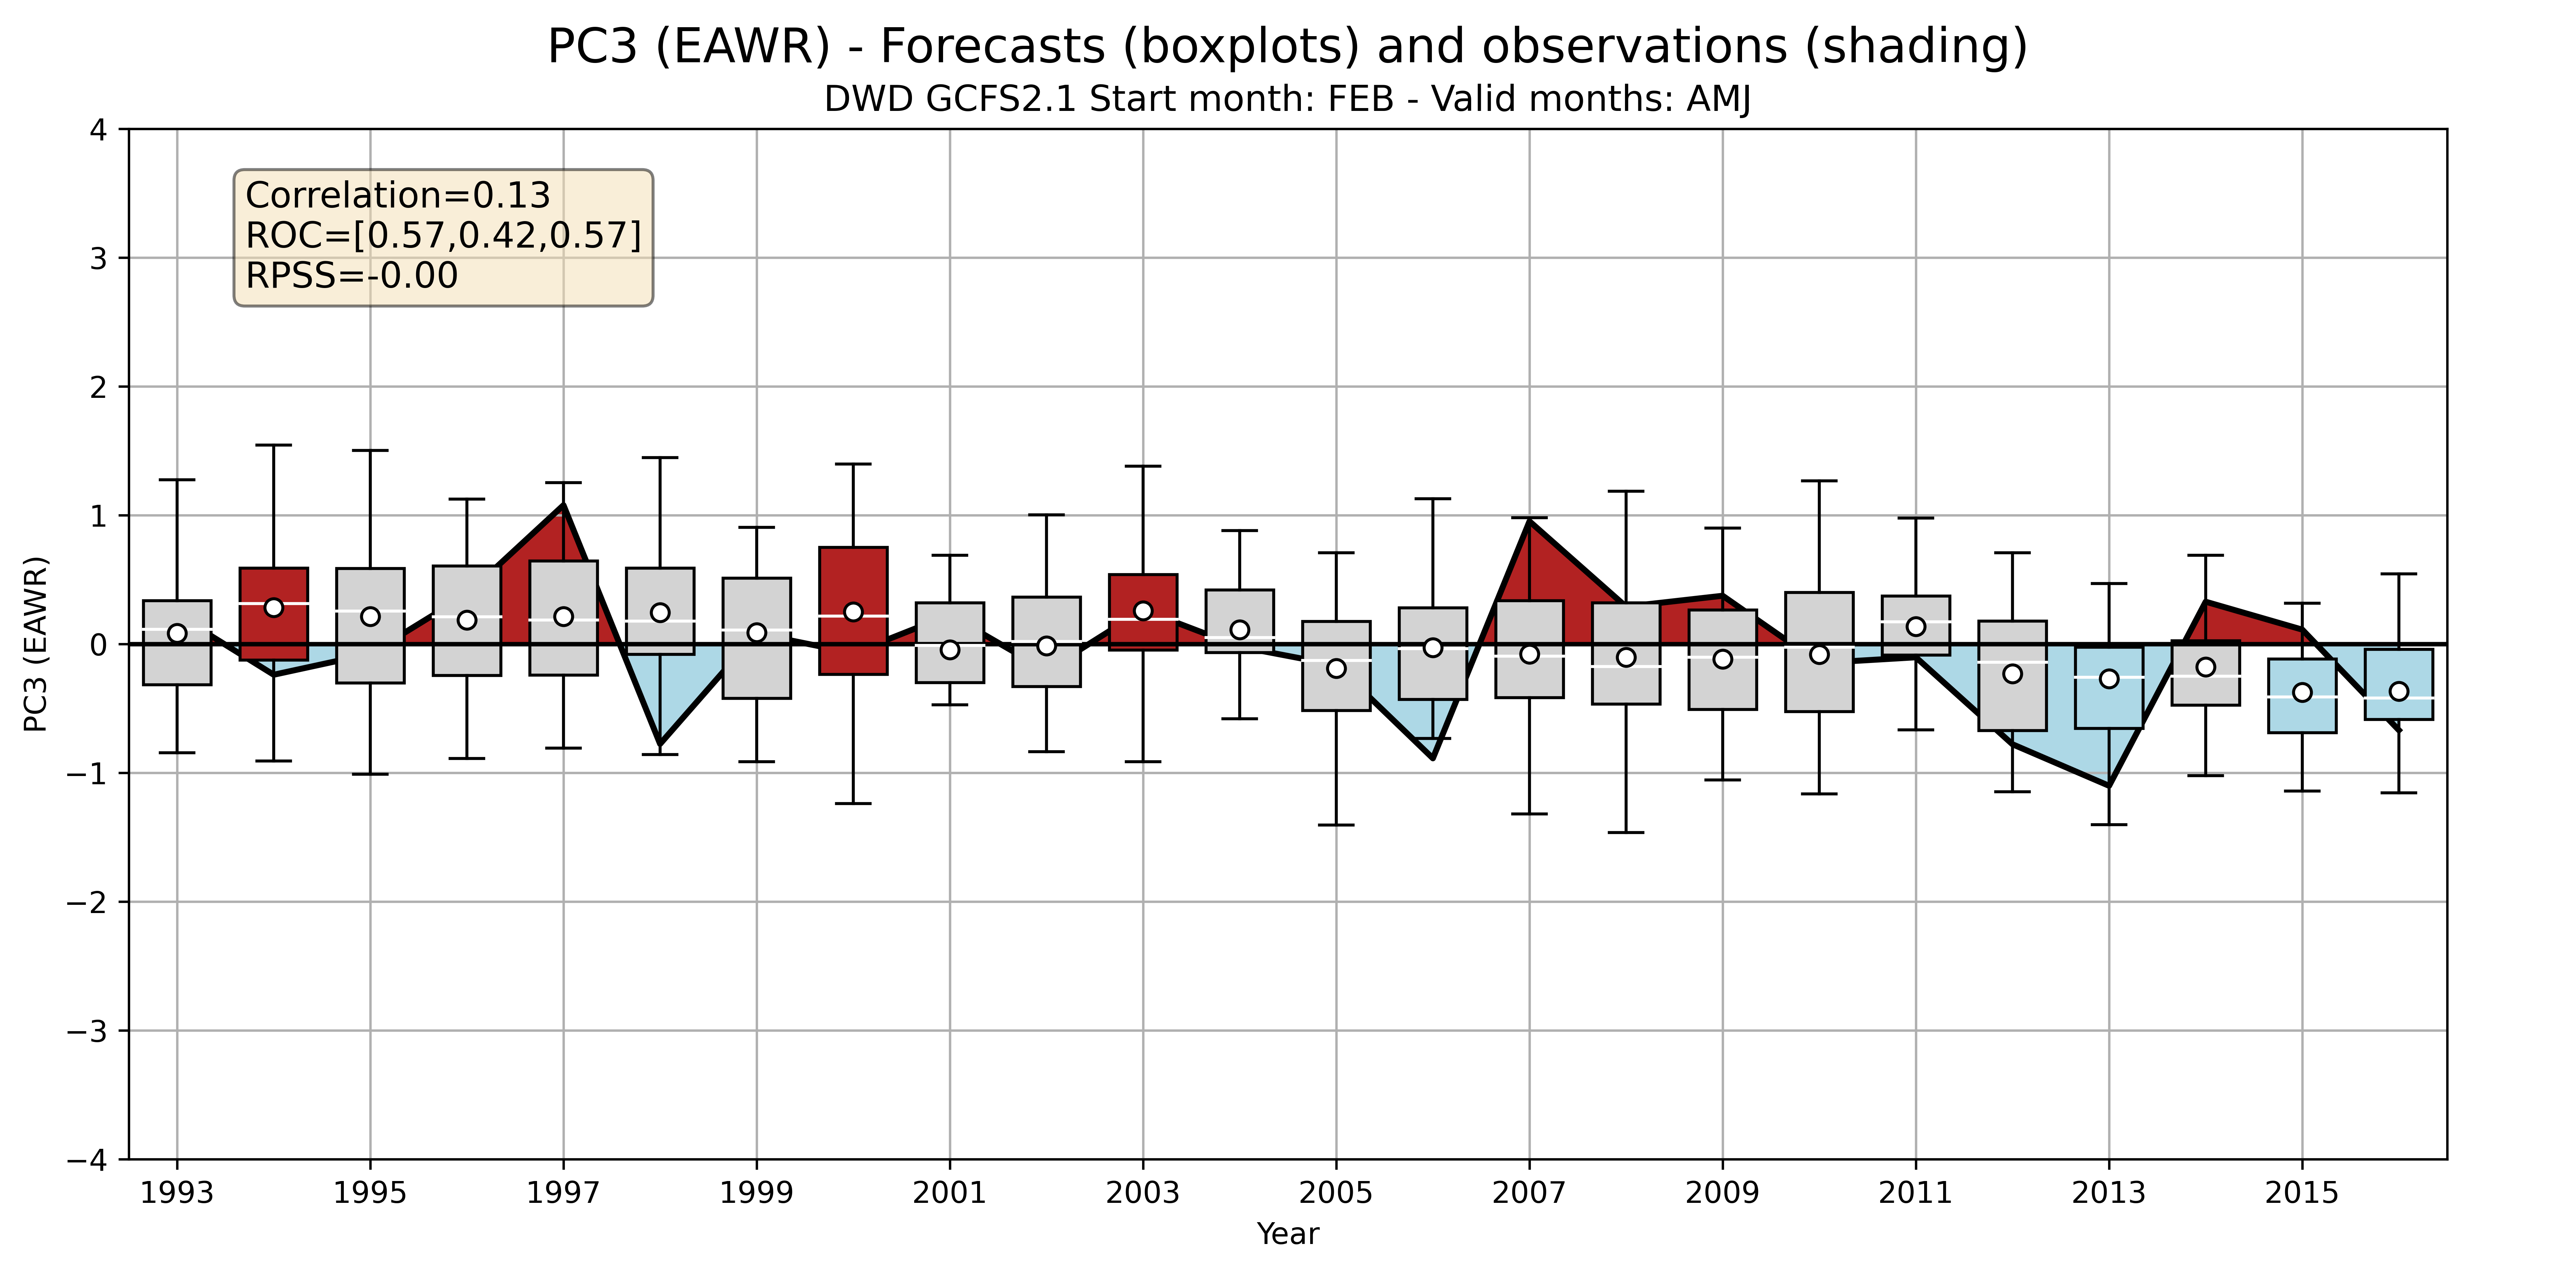 PC3 (EAWR) - Forecasts (boxplots) and observations (shading)
DWD GCFS2.1 Start month: FEB - Valid months: AMJ
Correlation=0.13
ROC=[0.57,0.42,0.57]
RPSS=-0.00
PC3 (EAWR)
4
3
2
1
0
−1
−2
−3
−4
1993 1995 1997 1999 2001 2003 2005 2007 2009 2011 2013 2015
Year